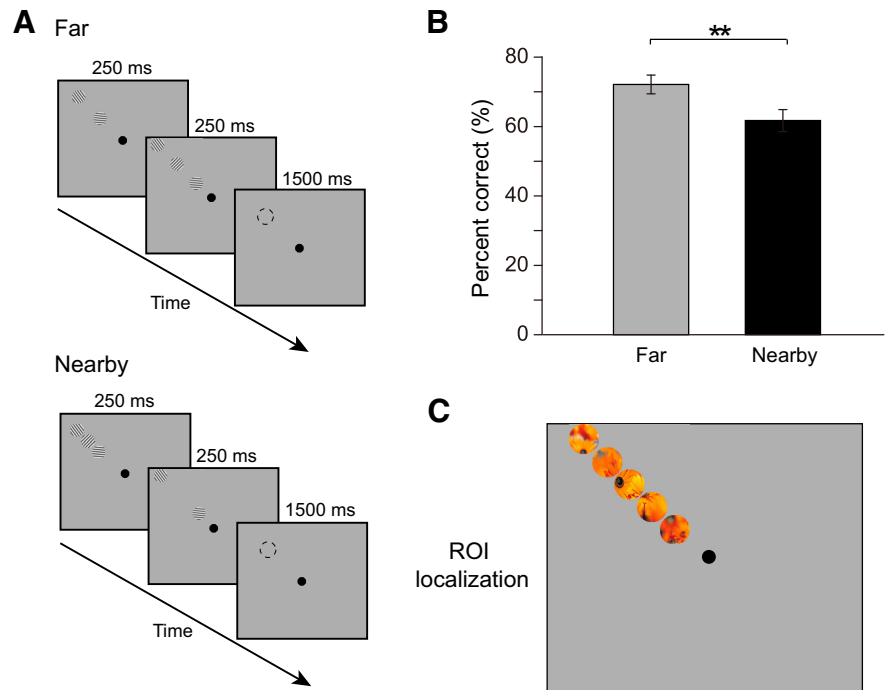 A
Far
250 ms
250 ms
1500 ms
Time
Nearby
250 ms
250 ms
1500 ms
Time
B
**
80
60
40
20
0
Percent correct (%)
Far
Nearby
C
ROI
localization